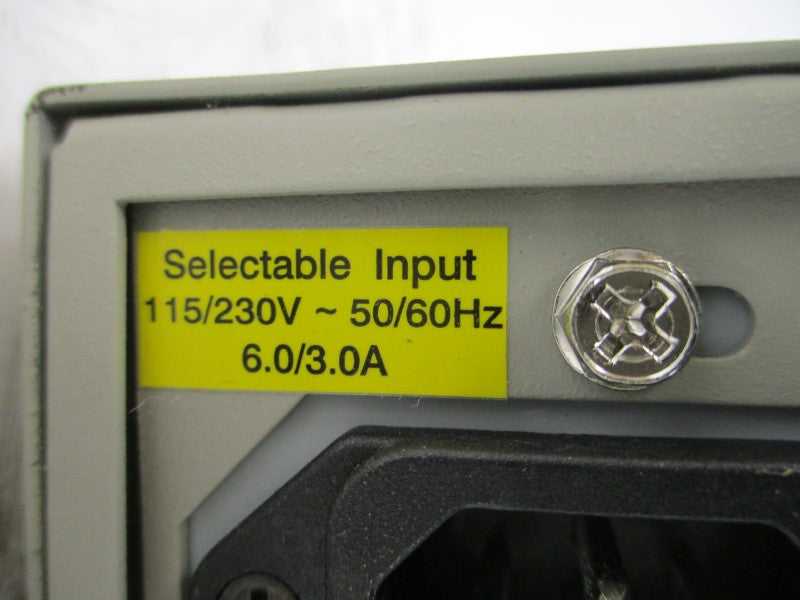 Selectable Input
115/230V ~ 50/60Hz
6.0/3.0A